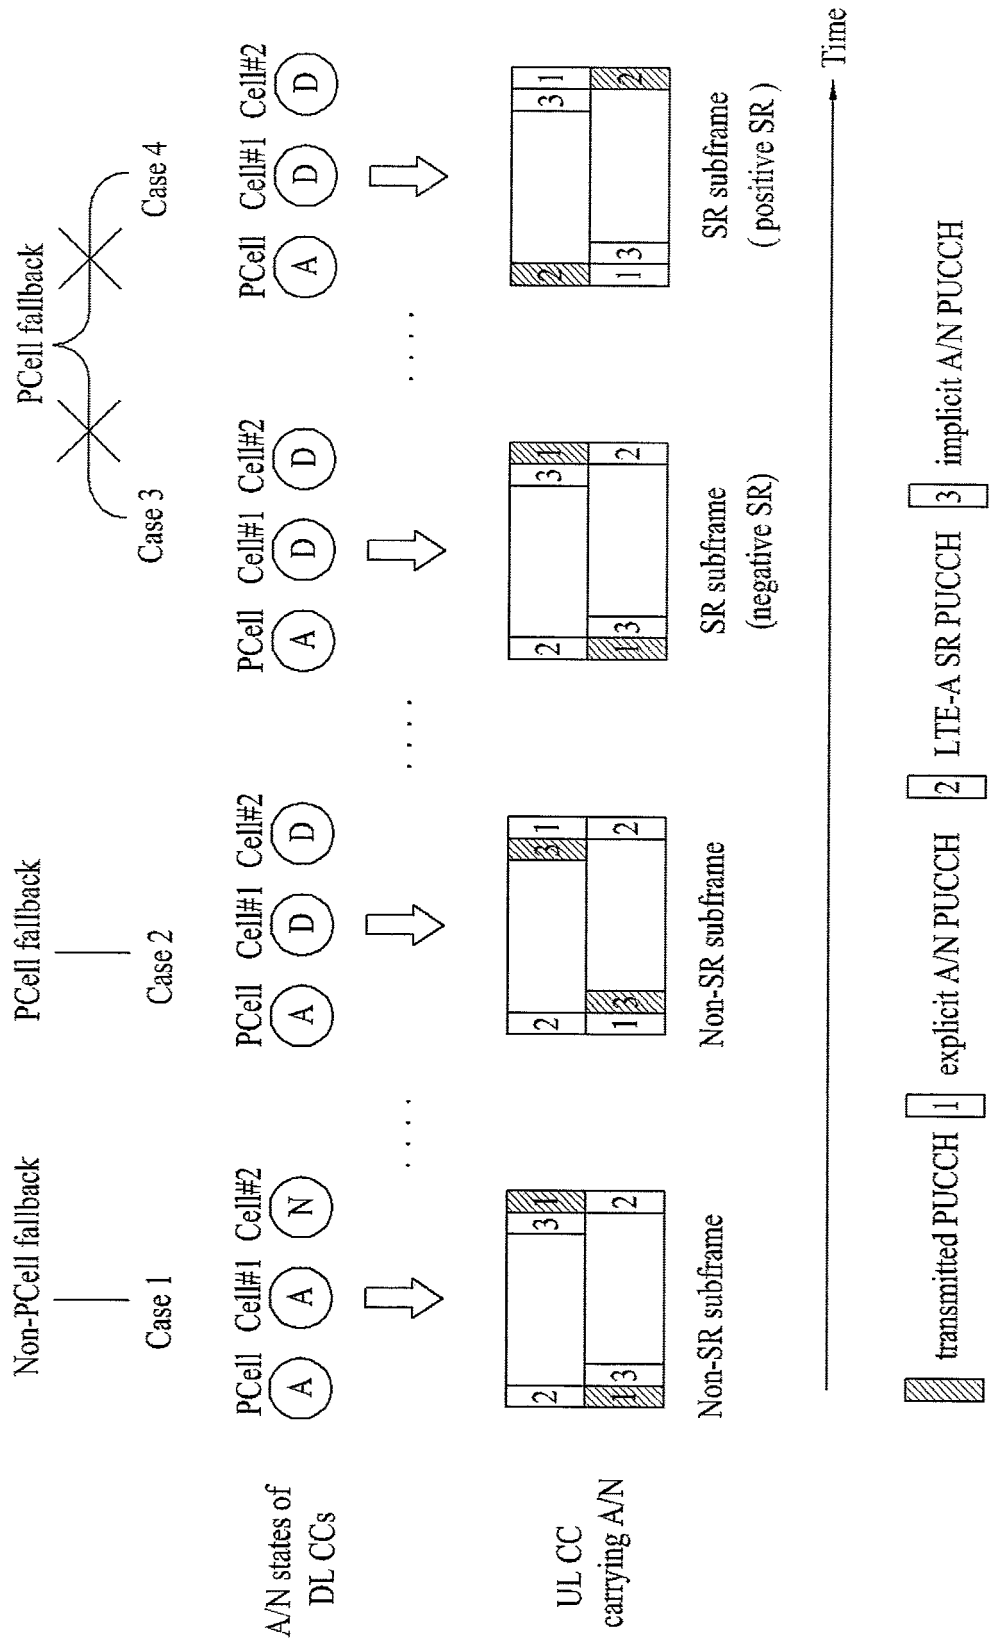 Non-PCell fallback
PCell fallback
PCell fallback
Case 1
Case 2
Case 3
Case 4
A/N states of
DL CCs
PCell Cell#1 Cell#2
A A N
PCell Cell#1 Cell#2
A D D
PCell Cell#1 Cell#2
A D D
PCell Cell#1 Cell#2
A D D
. . . .
. . . .
. . . .
UL CC
carrying A/N
2 3 1
1 3 2
2 3 1
1 3 2
2 3 1
1 3 2
2 3 1
1 3 2
Non-SR subframe
Non-SR subframe
SR subframe
(negative SR)
SR subframe
( positive SR )
Time
transmitted PUCCH
1 explicit A/N PUCCH
2 LTE-A SR PUCCH
3 implicit A/N PUCCH